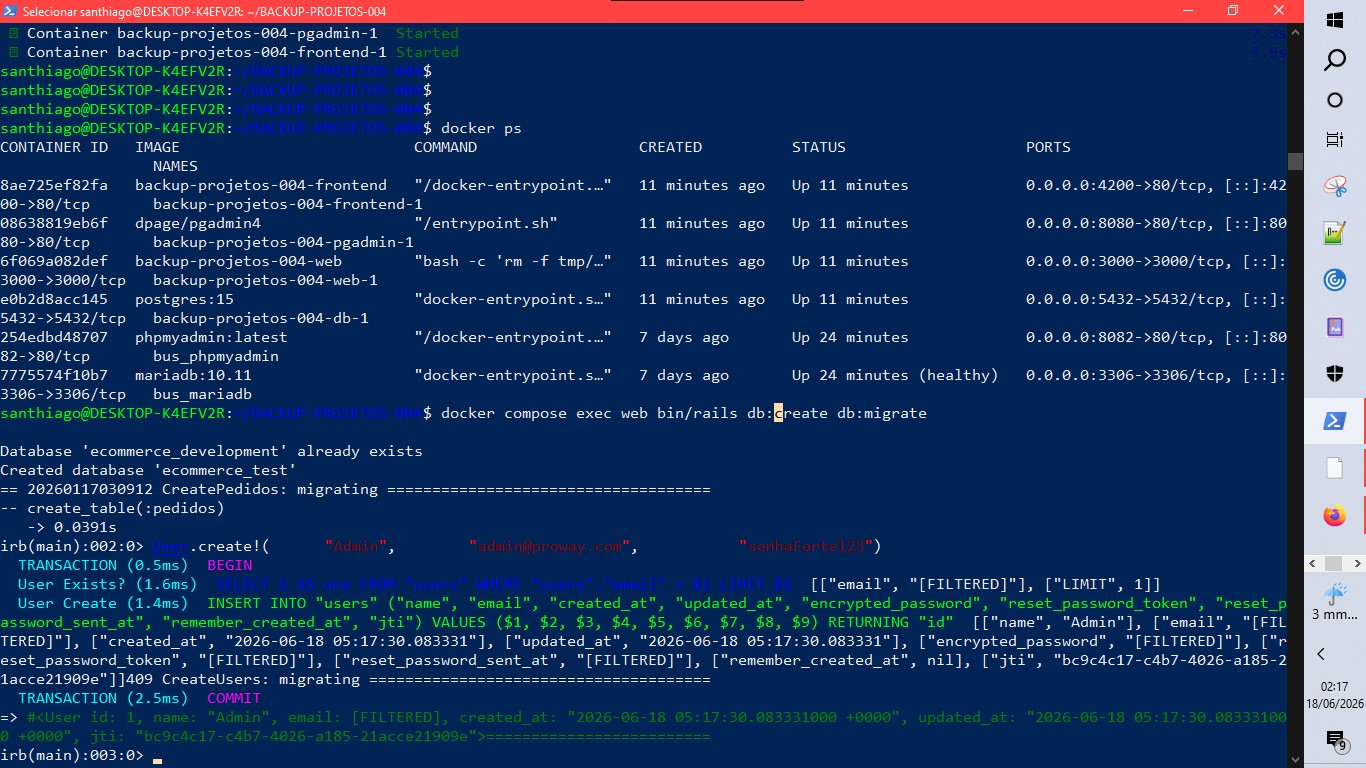 Selecionar santhiago@DESKTOP-K4EFV2R: ~/BACKUP-PROJETOS-004
Container backup-projetos-004-pgadmin-1  Started 7.3s
Container backup-projetos-004-frontend-1 Started 3.9s
santhiago@DESKTOP-K4EFV2R:~/BACKUP-PROJETOS-004$
santhiago@DESKTOP-K4EFV2R:~/BACKUP-PROJETOS-004$
santhiago@DESKTOP-K4EFV2R:~/BACKUP-PROJETOS-004$
santhiago@DESKTOP-K4EFV2R:~/BACKUP-PROJETOS-004$ docker ps
CONTAINER ID   IMAGE                          COMMAND                  CREATED          STATUS                    PORTS
NAMES
8ae725ef82fa   backup-projetos-004-frontend   "/docker-entrypoint.…"   11 minutes ago   Up 11 minutes             0.0.0.0:4200->80/tcp, [::]:42
00->80/tcp       backup-projetos-004-frontend-1
08638819eb6f   dpage/pgadmin4                 "/entrypoint.sh"         11 minutes ago   Up 11 minutes             0.0.0.0:8080->80/tcp, [::]:80
80->80/tcp       backup-projetos-004-pgadmin-1
6f069a082def   backup-projetos-004-web        "bash -c 'rm -f tmp/…"   11 minutes ago   Up 11 minutes             0.0.0.0:3000->3000/tcp, [::]:
3000->3000/tcp   backup-projetos-004-web-1
e0b2d8acc145   postgres:15                    "docker-entrypoint.s…"   11 minutes ago   Up 11 minutes             0.0.0.0:5432->5432/tcp, [::]:
5432->5432/tcp   backup-projetos-004-db-1
254edbd48707   phpmyadmin:latest              "/docker-entrypoint.…"   7 days ago       Up 24 minutes             0.0.0.0:8082->80/tcp, [::]:80
82->80/tcp       bus_phpmyadmin
7775574f10b7   mariadb:10.11                  "docker-entrypoint.s…"   7 days ago       Up 24 minutes (healthy)   0.0.0.0:3306->3306/tcp, [::]:
3306->3306/tcp   bus_mariadb
santhiago@DESKTOP-K4EFV2R:~/BACKUP-PROJETOS-004$ docker compose exec web bin/rails db:create db:migrate
Database 'ecommerce_development' already exists
Created database 'ecommerce_test'
== 20260117030912 CreatePedidos: migrating ====================================
-- create_table(:pedidos)
   -> 0.0391s
irb(main):002:0> User.create!(      "Admin",        "admin@proway.com",            "senhaForte123")
  TRANSACTION (0.5ms)  BEGIN
  User Exists? (1.6ms)  SELECT 1 AS one FROM "users" WHERE "users"."email" = $1 LIMIT $2  [["email", "[FILTERED]"], ["LIMIT", 1]]
  User Create (1.4ms)  INSERT INTO "users" ("name", "email", "created_at", "updated_at", "encrypted_password", "reset_password_token", "reset_p
assword_sent_at", "remember_created_at", "jti") VALUES ($1, $2, $3, $4, $5, $6, $7, $8, $9) RETURNING "id"  [["name", "Admin"], ["email", "[FIL
TERED]"], ["created_at", "2026-06-18 05:17:30.083331"], ["updated_at", "2026-06-18 05:17:30.083331"], ["encrypted_password", "[FILTERED]"], ["r
eset_password_token", "[FILTERED]"], ["reset_password_sent_at", "[FILTERED]"], ["remember_created_at", nil], ["jti", "bc9c4c17-c4b7-4026-a185-2
1acce21909e"]]409 CreateUsers: migrating ======================================
  TRANSACTION (2.5ms)  COMMIT
=> #<User id: 1, name: "Admin", email: [FILTERED], created_at: "2026-06-18 05:17:30.083331000 +0000", updated_at: "2026-06-18 05:17:30.08333100
0 +0000", jti: "bc9c4c17-c4b7-4026-a185-21acce21909e">=========================
irb(main):003:0>
3 mm...
02:17
18/06/2026
9